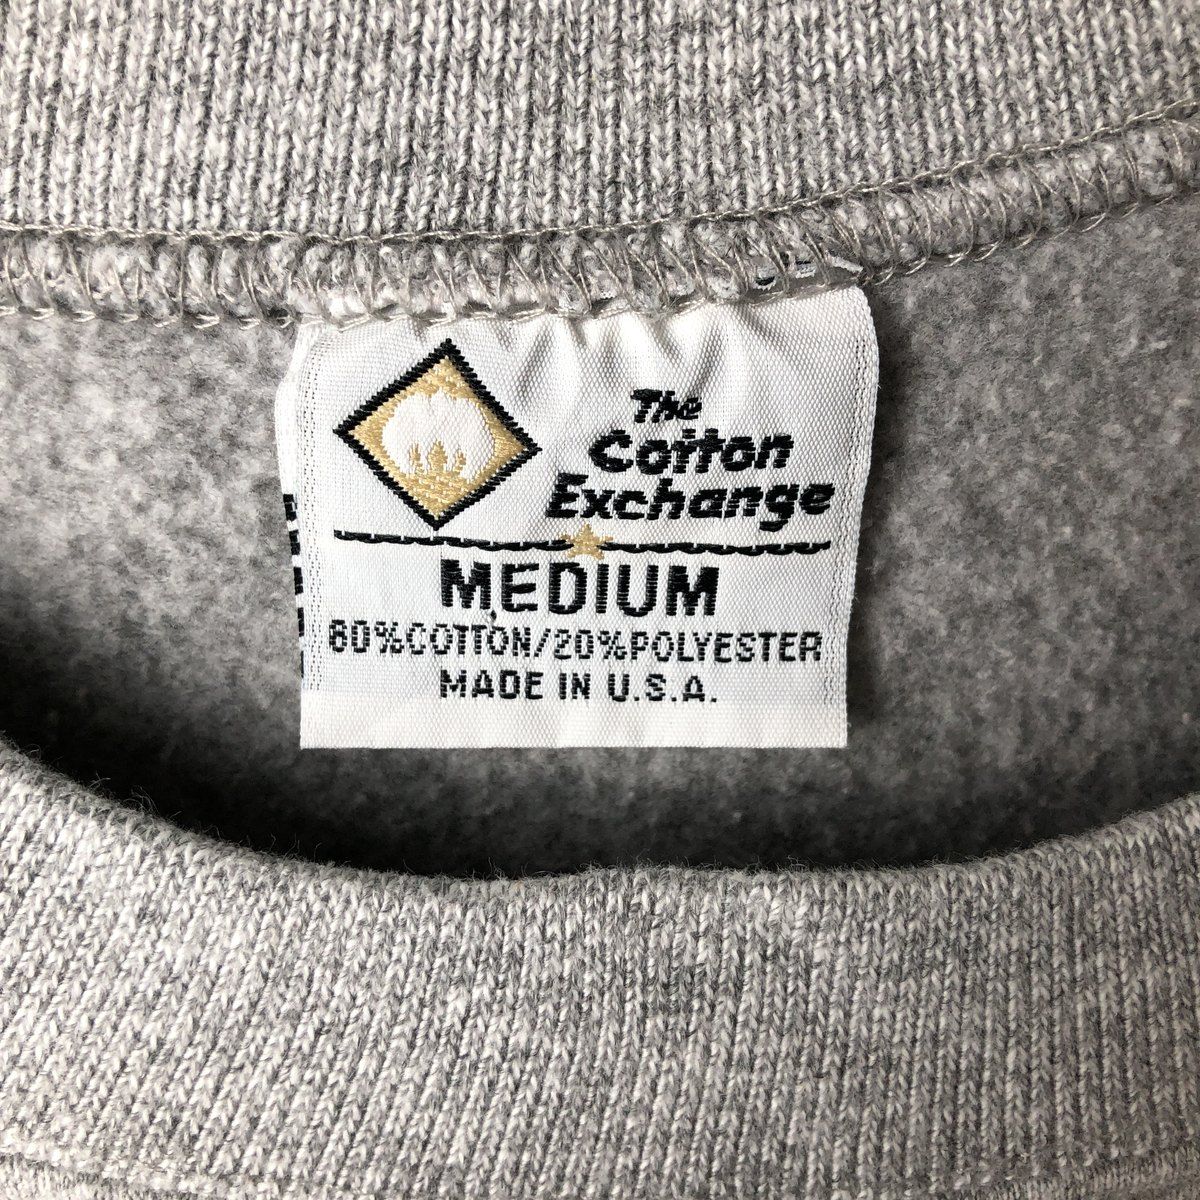 The
Cotton
Exchange
MEDIUM
80%COTTON/20%POLYESTER
MADE IN U.S.A.